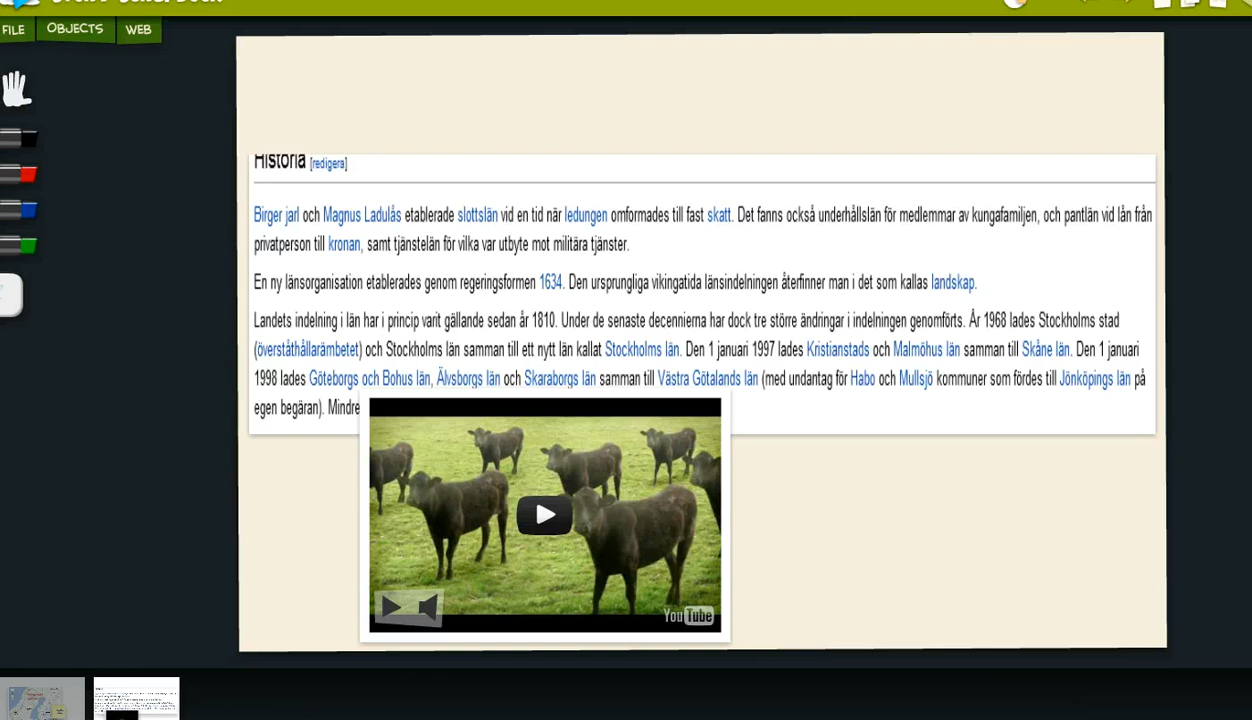 FILE OBJECTS WEB
Historia [redigera]
Birger jarl och Magnus Ladulås etablerade slottslän vid en tid när ledungen omformades till fast skatt. Det fanns också underhållslän för medlemmar av kungafamiljen, och pantlän vid lån från
privatperson till kronan, samt tjänstelän för vilka var utbyte mot militära tjänster.
En ny länsorganisation etablerades genom regeringsformen 1634. Den ursprungliga vikingatida länsindelningen återfinner man i det som kallas landskap.
Landets indelning i län har i princip varit gällande sedan år 1810. Under de senaste decennierna har dock tre större ändringar i indelningen genomförts. År 1968 lades Stockholms stad
(överståthållarämbetet) och Stockholms län samman till ett nytt län kallat Stockholms län. Den 1 januari 1997 lades Kristianstads och Malmöhus län samman till Skåne län. Den 1 januari
1998 lades Göteborgs och Bohus län, Älvsborgs län och Skaraborgs län samman till Västra Götalands län (med undantag för Habo och Mullsjö kommuner som fördes till Jönköpings län på
egen begäran). Mindre
YouTube